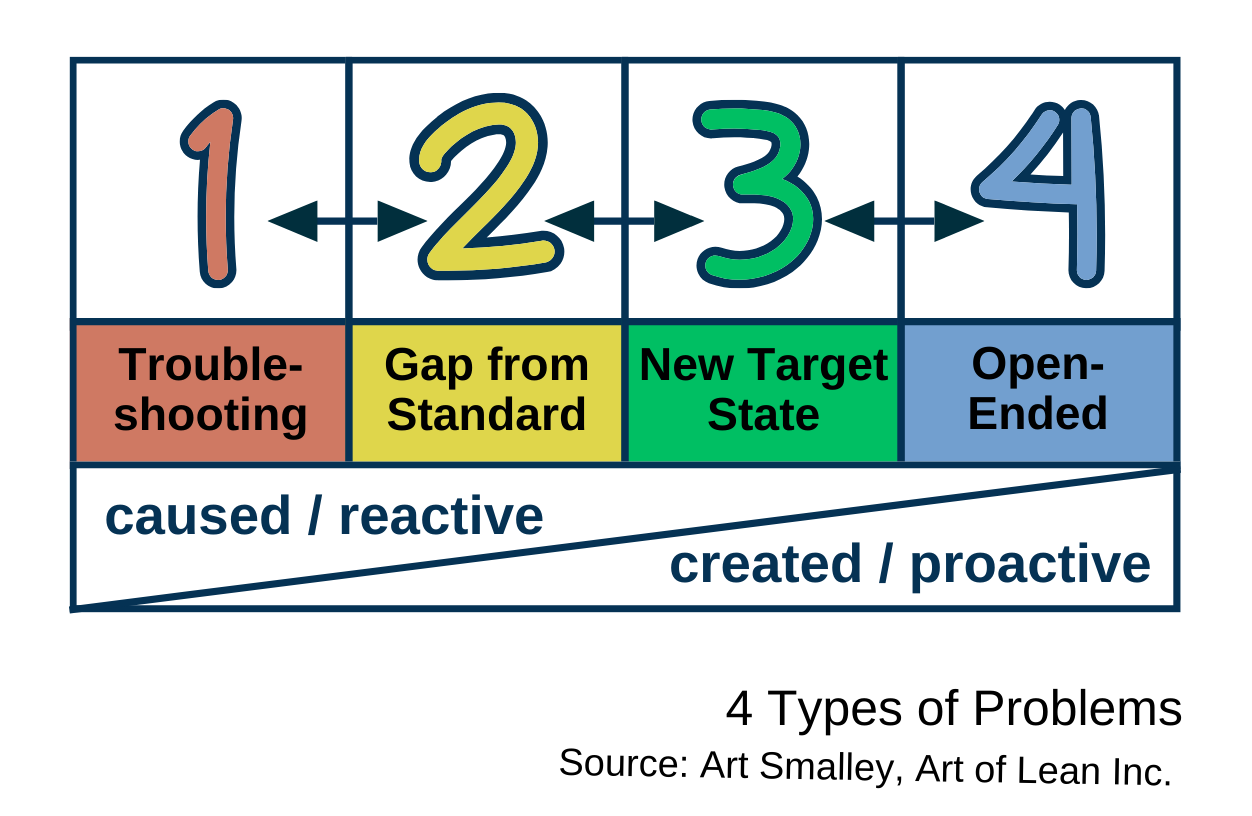 1 2 3 4
Trouble-
shooting
Gap from
Standard
New Target
State
Open-
Ended
caused / reactive
created / proactive
4 Types of Problems
Source: Art Smalley, Art of Lean Inc.